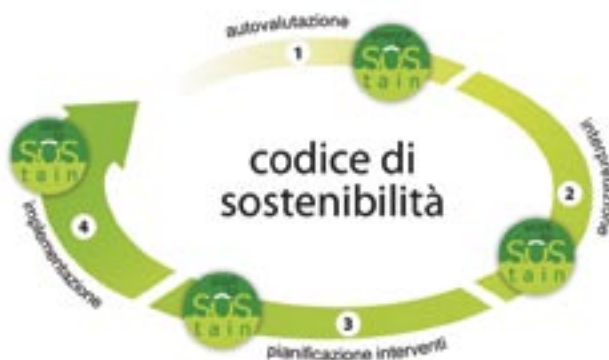 autovalutazione
1
SOS
tain
interpretazione
2
SOS
tain
pianificazione interventi
3
SOS
tain
implementazione
4
SOS
tain
codice di
sostenibilità